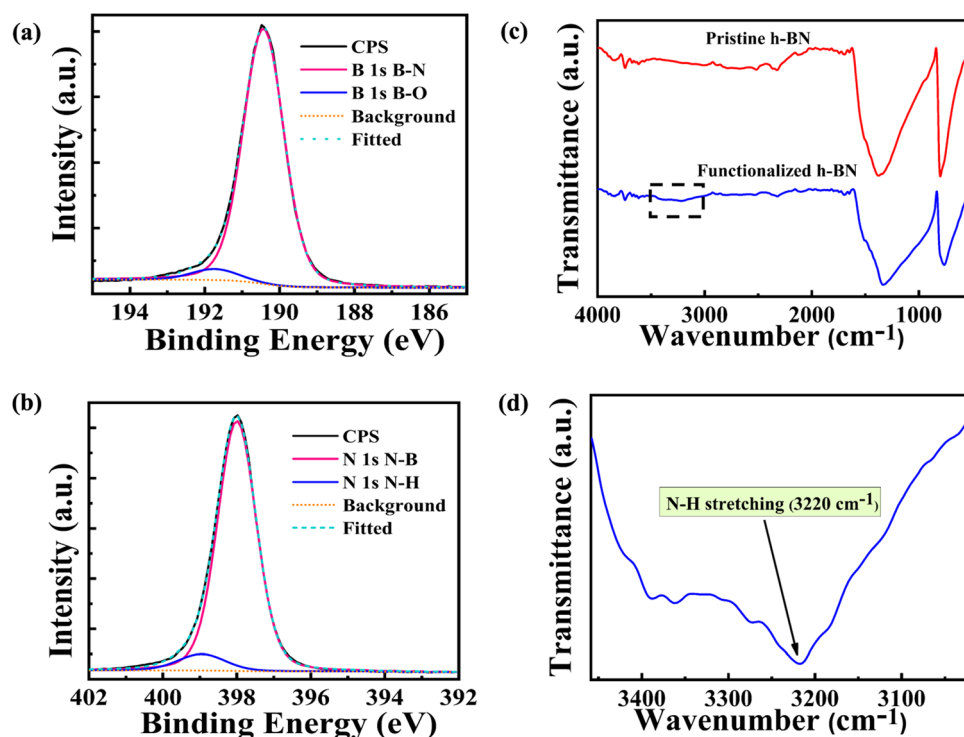 (a)
CPS
B 1s B-N
B 1s B-O
Background
Fitted
Intensity (a.u.)
194 192 190 188 186
Binding Energy (eV)
(b)
CPS
N 1s N-B
N 1s N-H
Background
Fitted
Intensity (a.u.)
402 400 398 396 394 392
Binding Energy (eV)
(c)
Pristine h-BN
Functionalized h-BN
Transmittance (a.u.)
4000 3000 2000 1000
Wavenumber (cm⁻¹)
(d)
N-H stretching (3220 cm⁻¹)
Transmittance (a.u.)
3400 3300 3200 3100
Wavenumber (cm⁻¹)